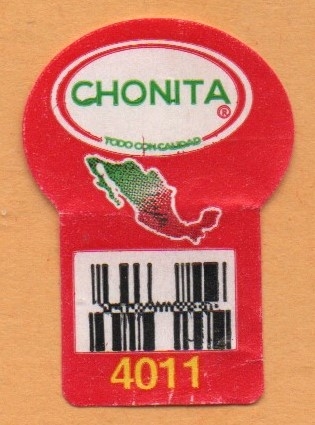 CHONITA
®
TODO CON CALIDAD
4011